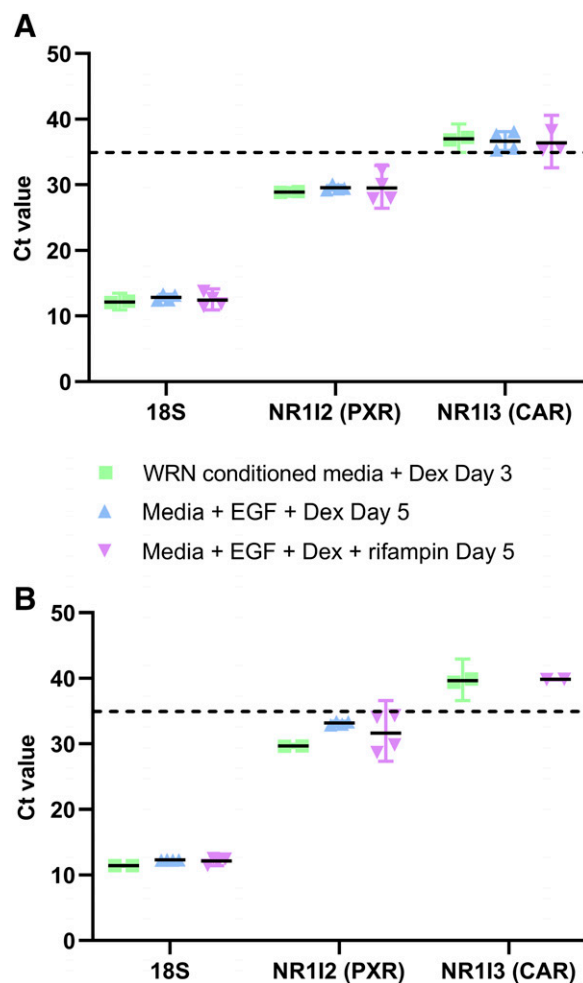 A
50
40
30
20
10
0
Ct value
18S
NR1I2 (PXR)
NR1I3 (CAR)
WRN conditioned media + Dex Day 3
Media + EGF + Dex Day 5
Media + EGF + Dex + rifampin Day 5
B
50
40
30
20
10
0
Ct value
18S
NR1I2 (PXR)
NR1I3 (CAR)